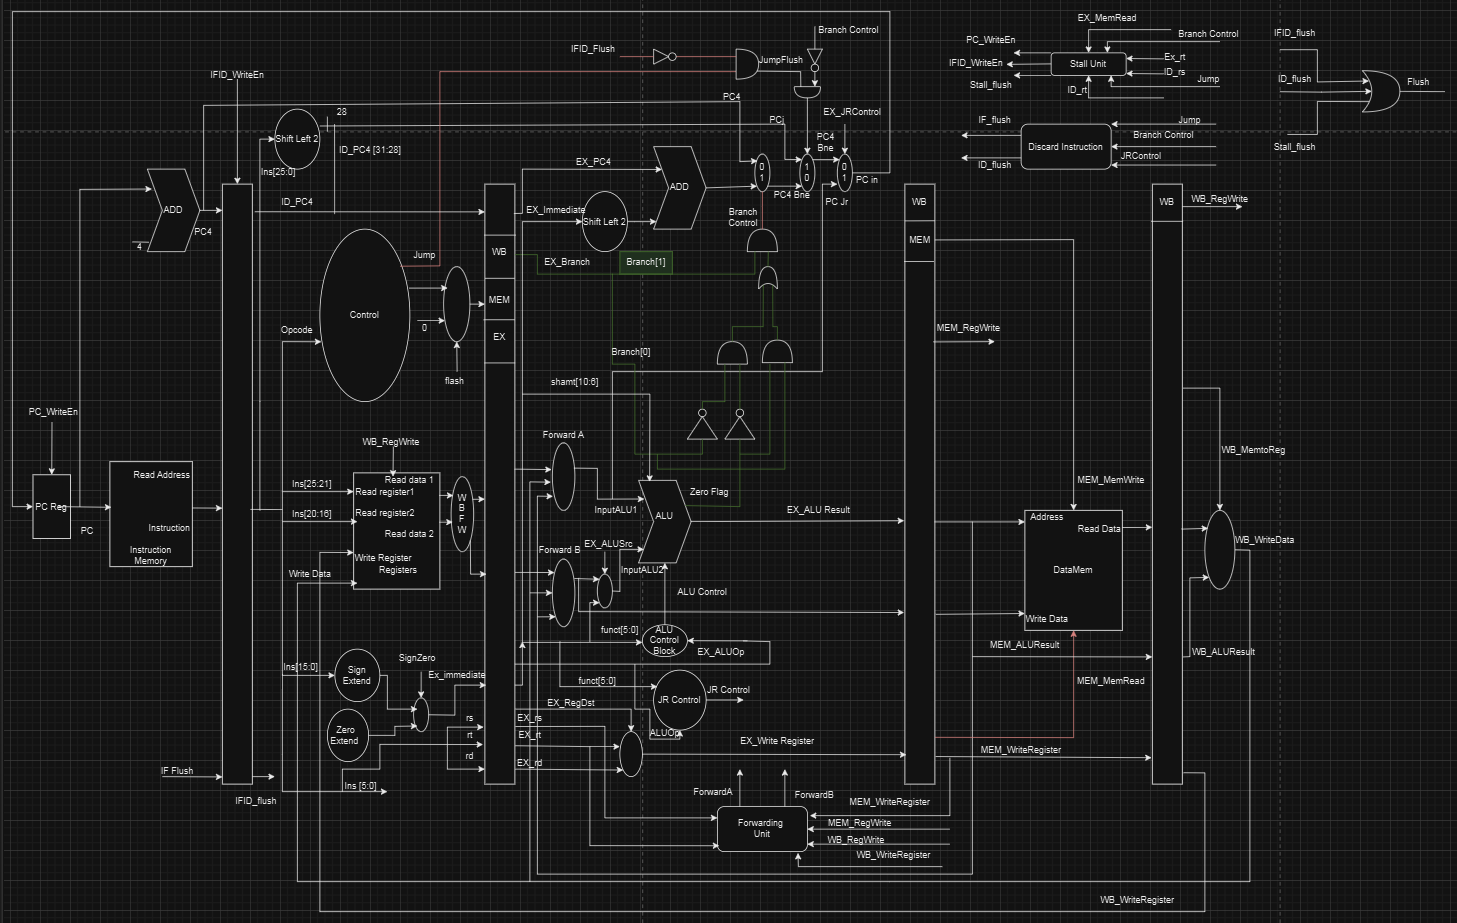 EX_MemRead
Branch Control
PC_WriteEn
IFID_WriteEn
Stall_flush
Stall Unit
Ex_rt
ID_rs
Jump
ID_rt
IFID_flush
ID_flush
Stall_flush
Flush
IF_flush
ID_flush
Discard Instruction
Jump
Branch Control
JRControl
Branch Control
IFID_Flush
JumpFlush
IFID_WriteEn
PC4
28
Shift Left 2
ID_PC4 [31:28]
Ins[25:0]
PCj
EX_JRControl
PC4
Bne
0
1
1
0
0
1
PC in
PC4 Bne
PC Jr
EX_PC4
ADD
EX_Immediate
Shift Left 2
Branch
Control
ADD
PC4
4
ID_PC4
Control
Jump
Opcode
0
flash
WB
MEM
EX
EX_Branch
Branch[1]
Branch[0]
shamt[10:6]
WB
MEM
MEM_RegWrite
WB
WB_RegWrite
PC_WriteEn
PC Reg
PC
Read Address
Instruction
Instruction
Memory
WB_RegWrite
Ins[25:21]
Ins[20:16]
Read data 1
Read register1
Read register2
Read data 2
Write Register
Registers
Write Data
W
B
F
W
Forward A
InputALU1
ALU
Zero Flag
Forward B
EX_ALUSrc
InputALU2
ALU Control
EX_ALU Result
funct[5:0]
ALU
Control
Block
EX_ALUOp
funct[5:0]
JR Control
JR Control
ALUOp
MEM_MemWrite
Address
Read Data
DataMem
Write Data
MEM_ALUResult
MEM_MemRead
WB_MemtoReg
WB_WriteData
WB_ALUResult
Ins[15:0]
Sign
Extend
SignZero
Ex_immediate
Zero
Extend
rs
rt
rd
Ins [5:0]
IF Flush
IFID_flush
EX_RegDst
EX_rs
EX_rt
EX_rd
EX_Write Register
MEM_WriteRegister
ForwardA
ForwardB
Forwarding
Unit
MEM_WriteRegister
MEM_RegWrite
WB_RegWrite
WB_WriteRegister
WB_WriteRegister